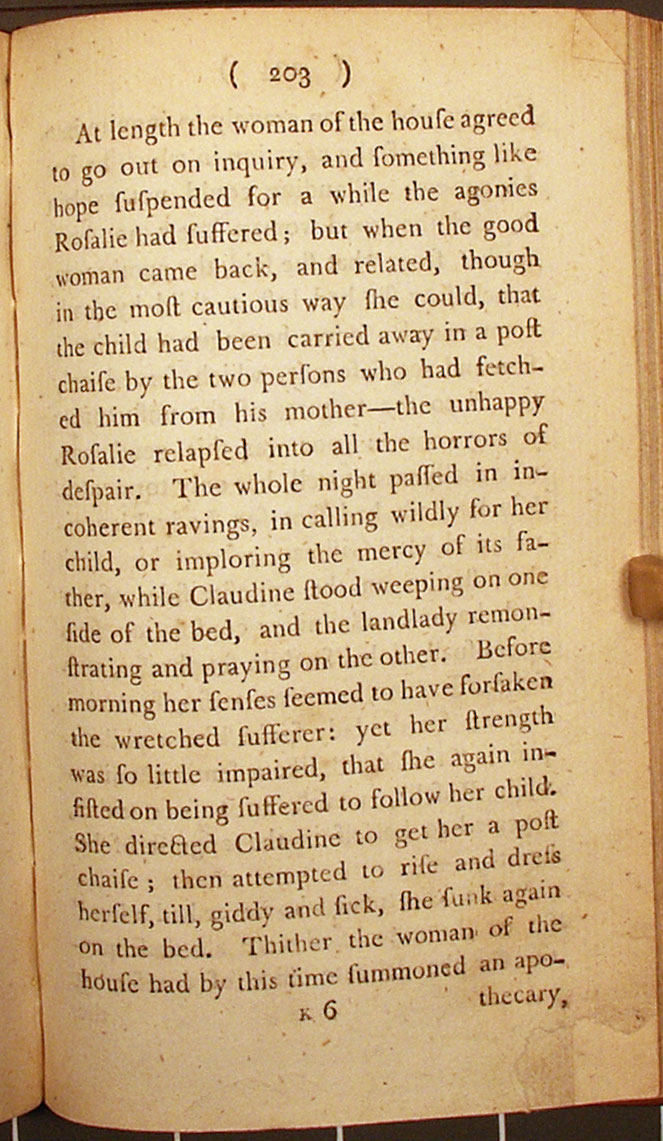 ( 203 )
At length the woman of the houſe agreed
to go out on inquiry, and ſomething like
hope ſuſpended for a while the agonies
Roſalie had ſuffered; but when the good
woman came back, and related, though
in the moſt cautious way ſhe could, that
the child had been carried away in a poſt
chaiſe by the two perſons who had fetch-
ed him from his mother—the unhappy
Roſalie relapſed into all the horrors of
deſpair. The whole night paſſed in in-
coherent ravings, in calling wildly for her
child, or imploring the mercy of its fa-
ther, while Claudine ſtood weeping on one
ſide of the bed, and the landlady remon-
ſtrating and praying on the other. Before
morning her ſenſes ſeemed to have forſaken
the wretched ſufferer: yet her ſtrength
was ſo little impaired, that ſhe again in-
ſiſted on being ſuffered to follow her child.
She directed Claudine to get her a poſt
chaiſe; then attempted to riſe and dreſs
herſelf, till, giddy and ſick, ſhe ſunk again
on the bed. Thither the woman of the
houſe had by this time ſummoned an apo-
K 6 thecary,